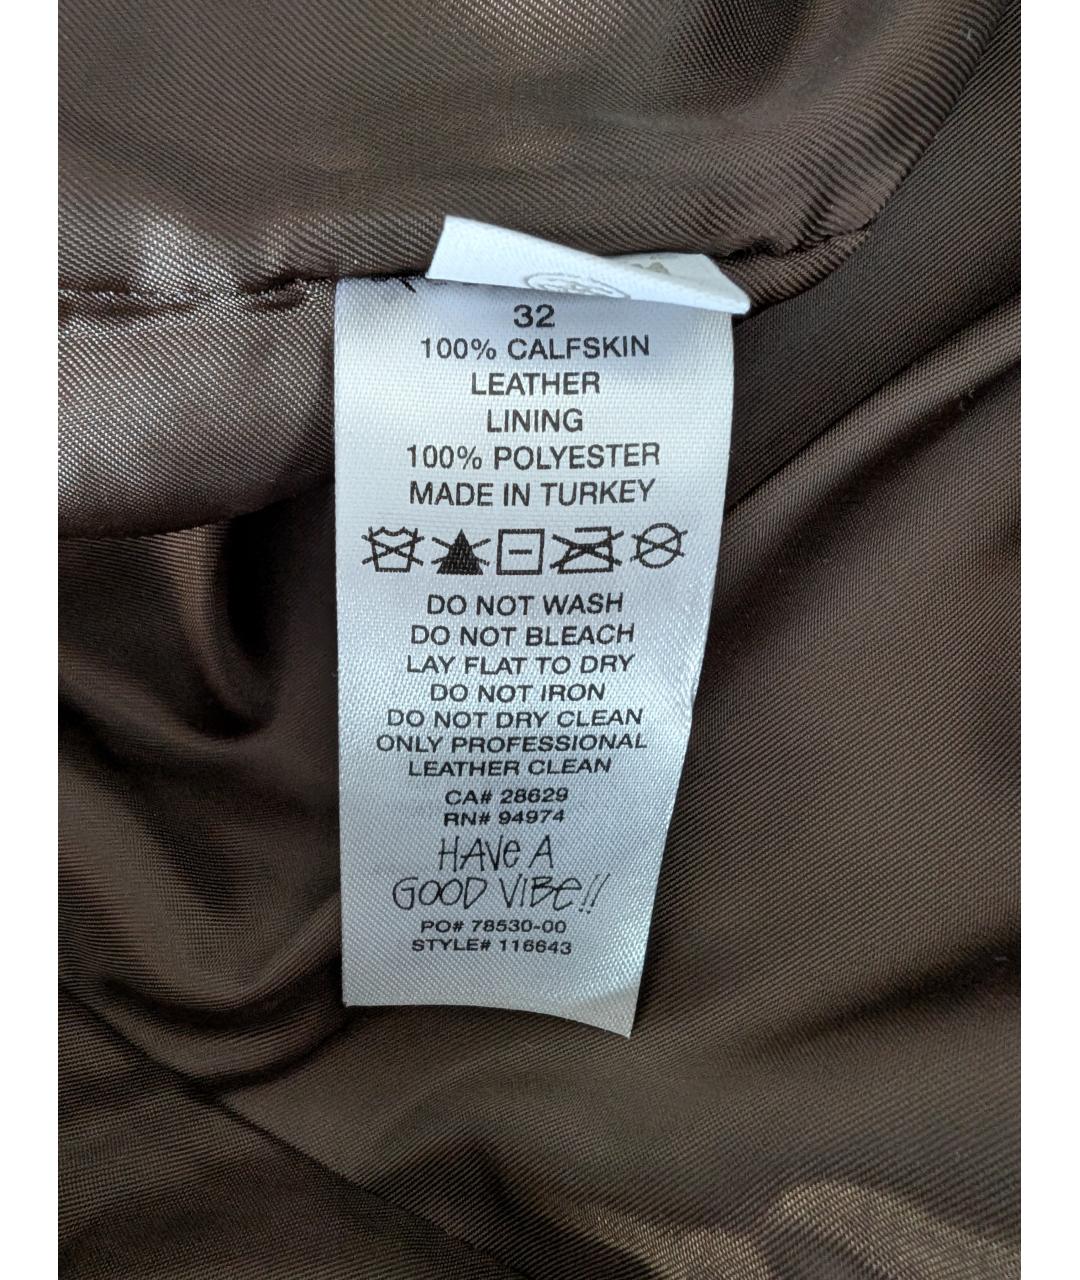 32
100% CALFSKIN
LEATHER
LINING
100% POLYESTER
MADE IN TURKEY
DO NOT WASH
DO NOT BLEACH
LAY FLAT TO DRY
DO NOT IRON
DO NOT DRY CLEAN
ONLY PROFESSIONAL
LEATHER CLEAN
CA# 28629
RN# 94974
HAVe A
GOOD VIBe!!
PO# 78530-00
STYLE# 116643